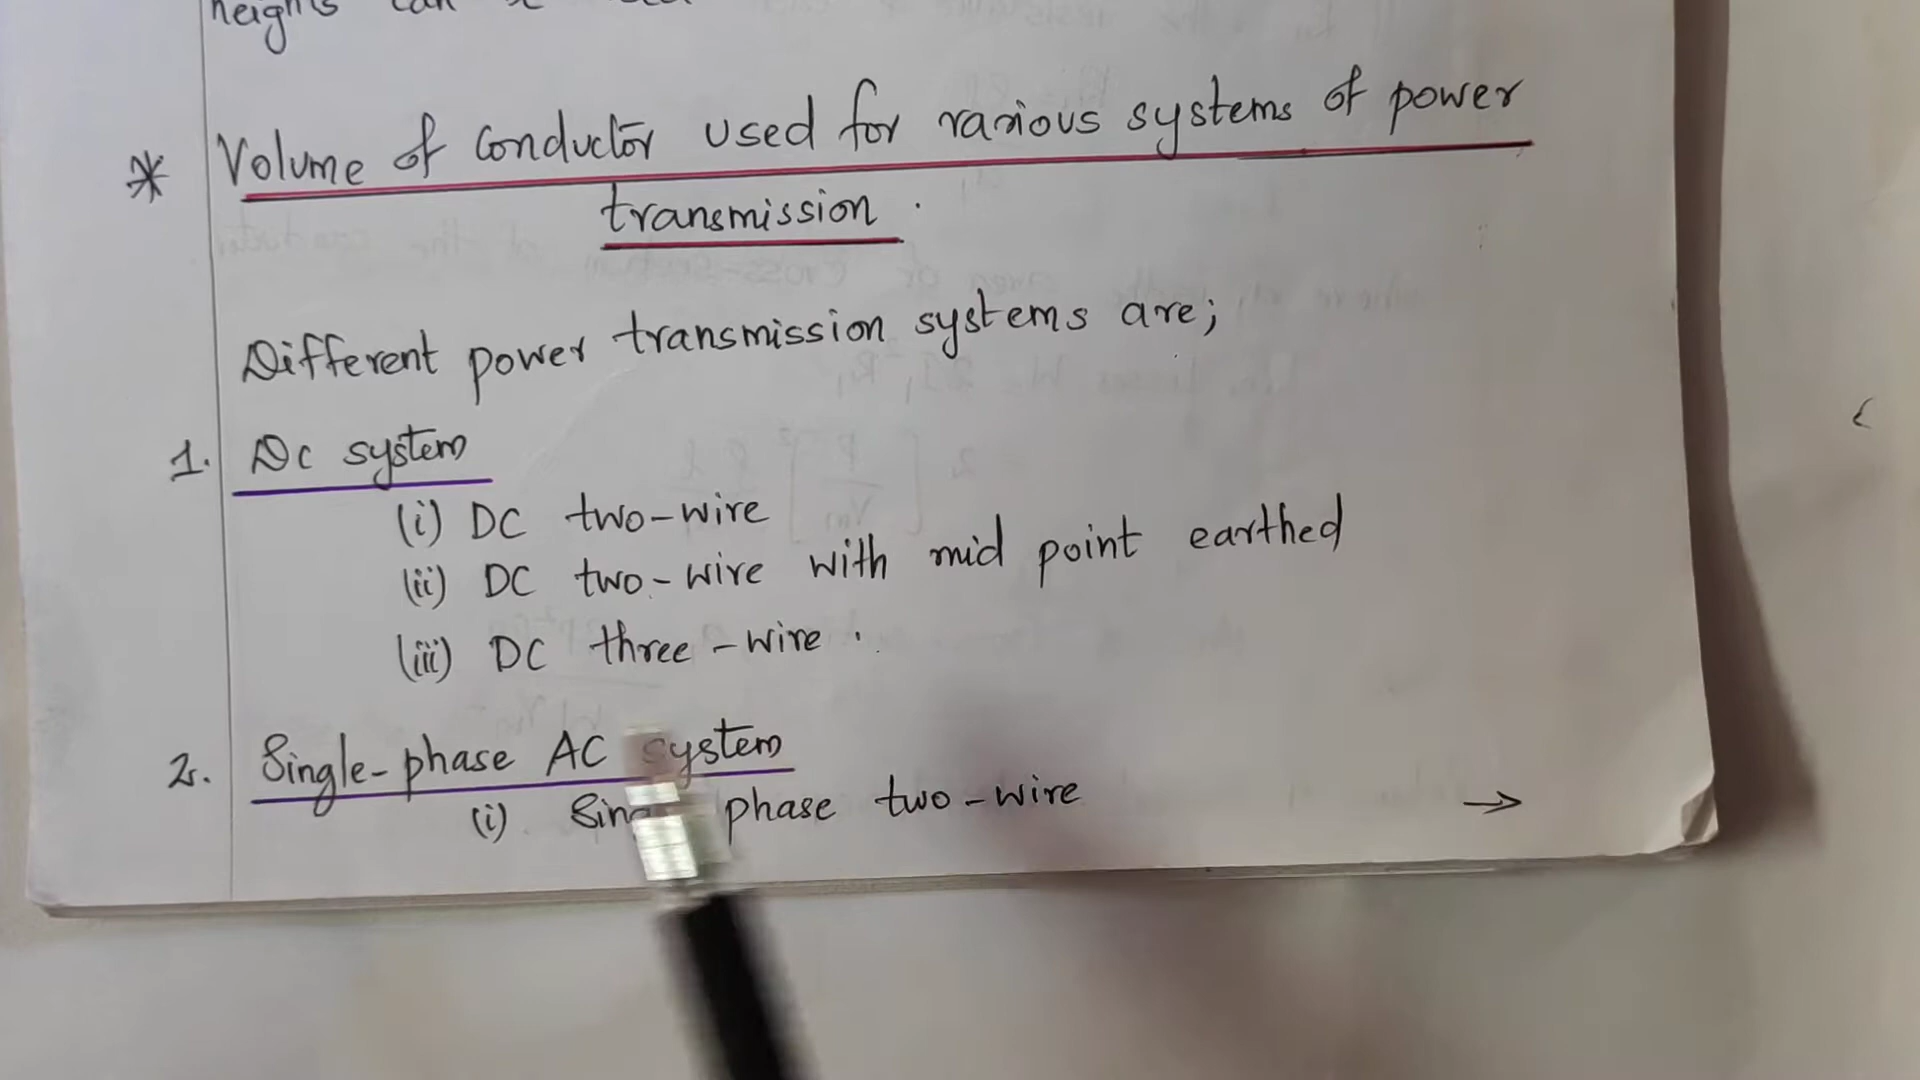 heights can
* Volume of conductor used for various systems of power
transmission.
Different power transmission systems are;
1. DC system
(i) DC two-wire
(ii) DC two-wire with mid point earthed
(iii) DC three-wire.
2. Single-phase AC system
(i) phase two-wire →